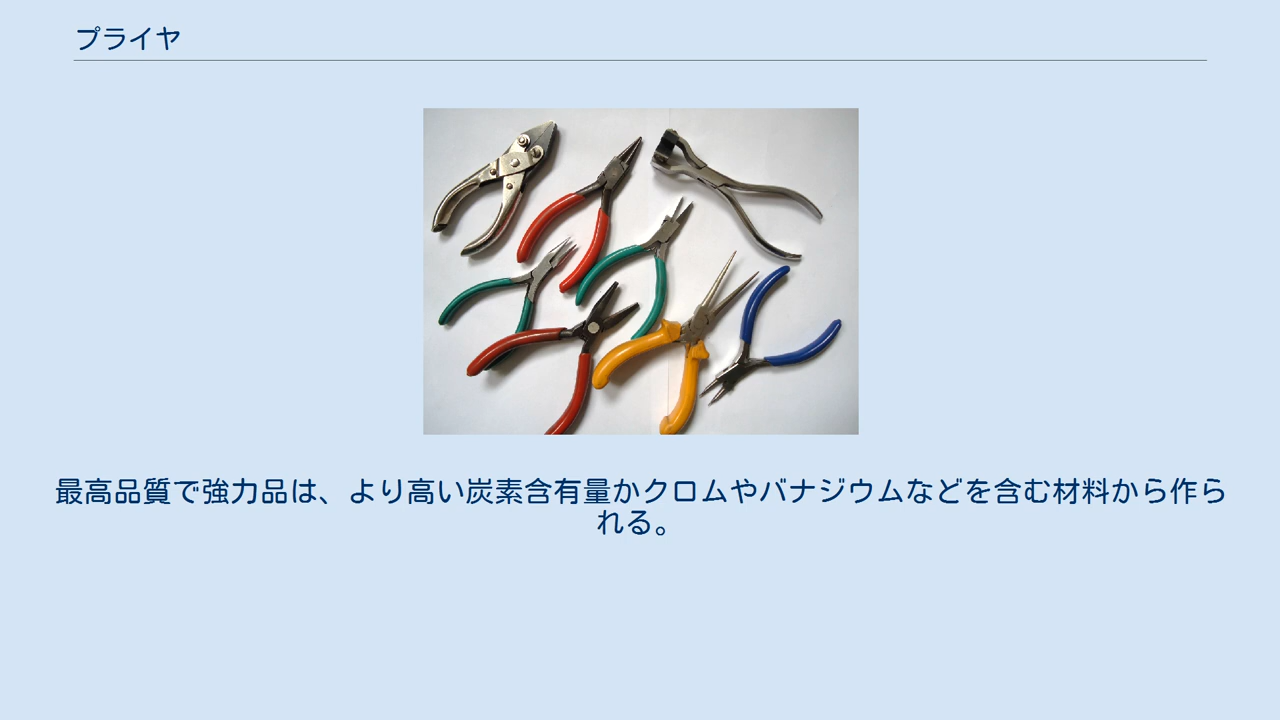 プライヤ
最高品質で強力品は、より高い炭素含有量かクロムやバナジウムなどを含む材料から作ら
れる。